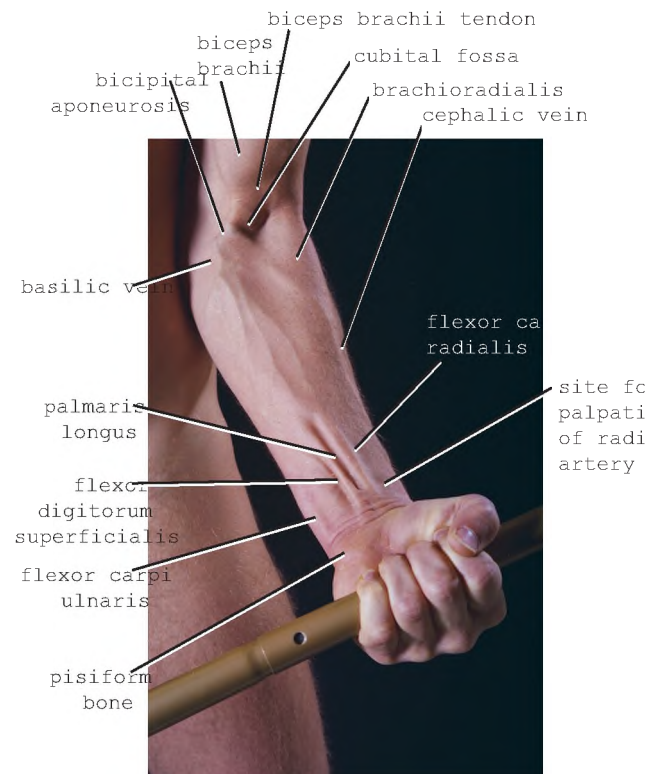 biceps brachii tendon
biceps
brachii
cubital fossa
bicipital
aponeurosis
brachioradialis
cephalic vein
basilic vein
flexor ca
radialis
site fo
palpati
of radi
artery
palmaris
longus
flexor
digitorum
superficialis
flexor carpi
ulnaris
pisiform
bone